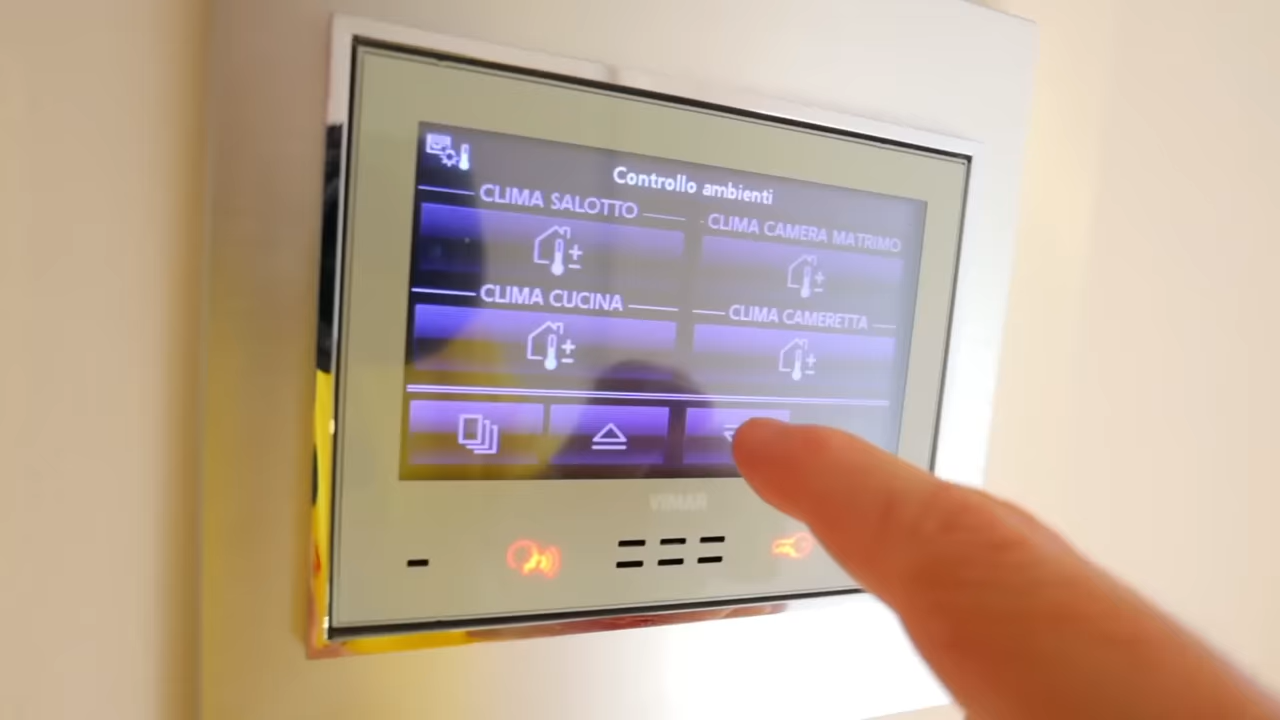 Controllo ambienti
CLIMA SALOTTO
CLIMA CAMERA MATRIMO
CLIMA CUCINA
CLIMA CAMERETTA
VIMAR